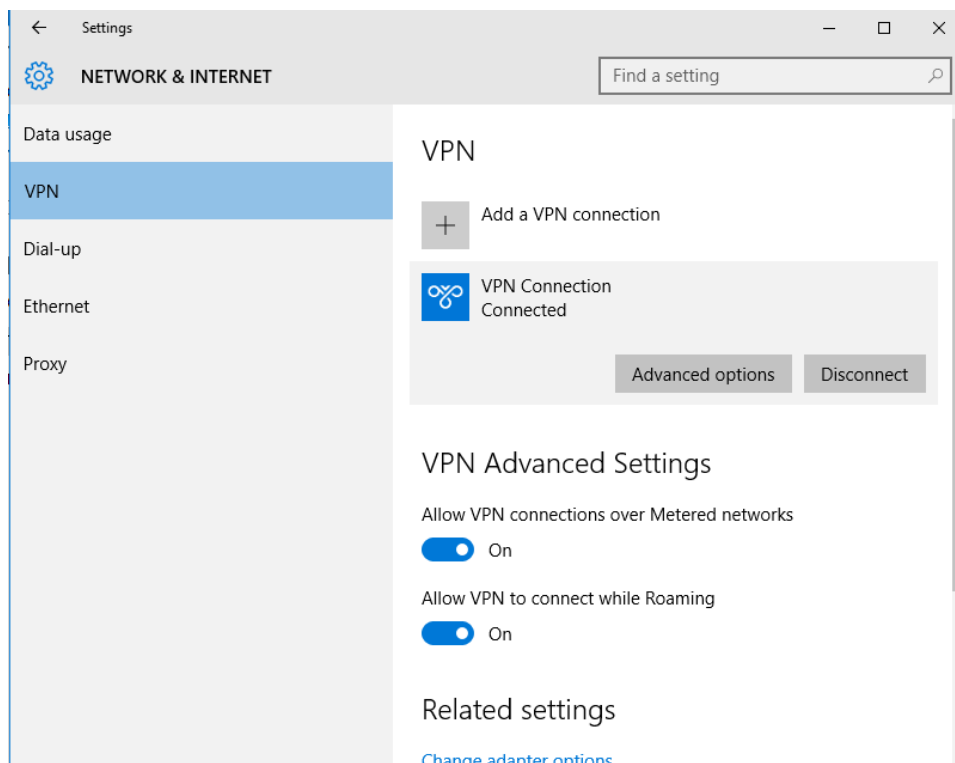 Settings
NETWORK & INTERNET
Find a setting
Data usage
VPN
Dial-up
Ethernet
Proxy
VPN
Add a VPN connection
VPN Connection
Connected
Advanced options
Disconnect
VPN Advanced Settings
Allow VPN connections over Metered networks
On
Allow VPN to connect while Roaming
On
Related settings
Change adapter options